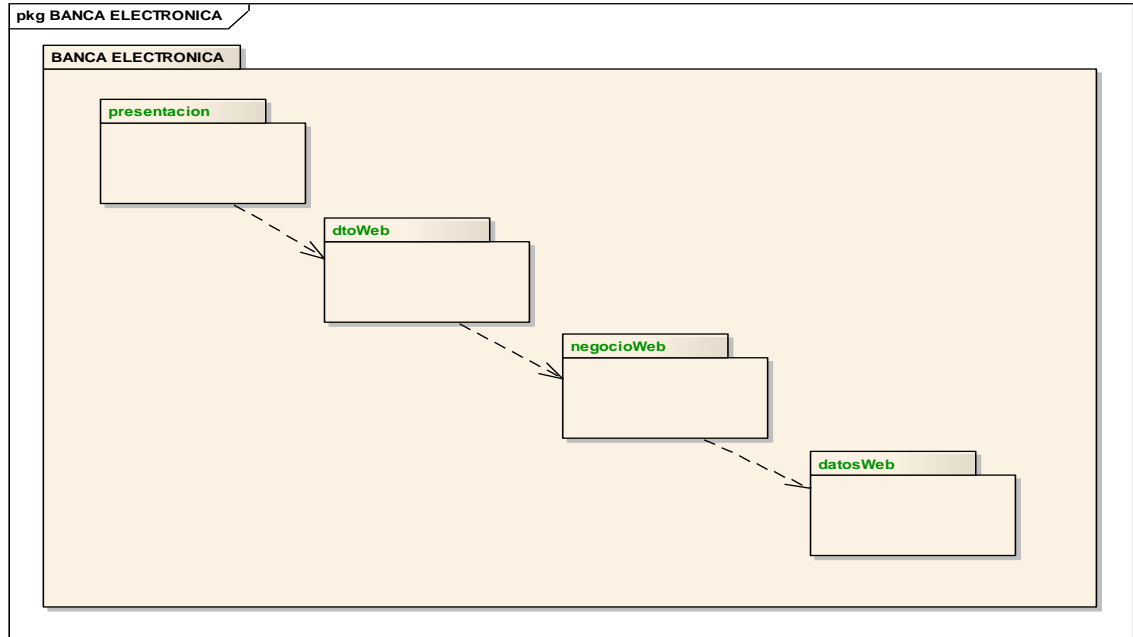 pkg BANCA ELECTRONICA
BANCA ELECTRONICA
presentacion
dtoWeb
negocioWeb
datosWeb